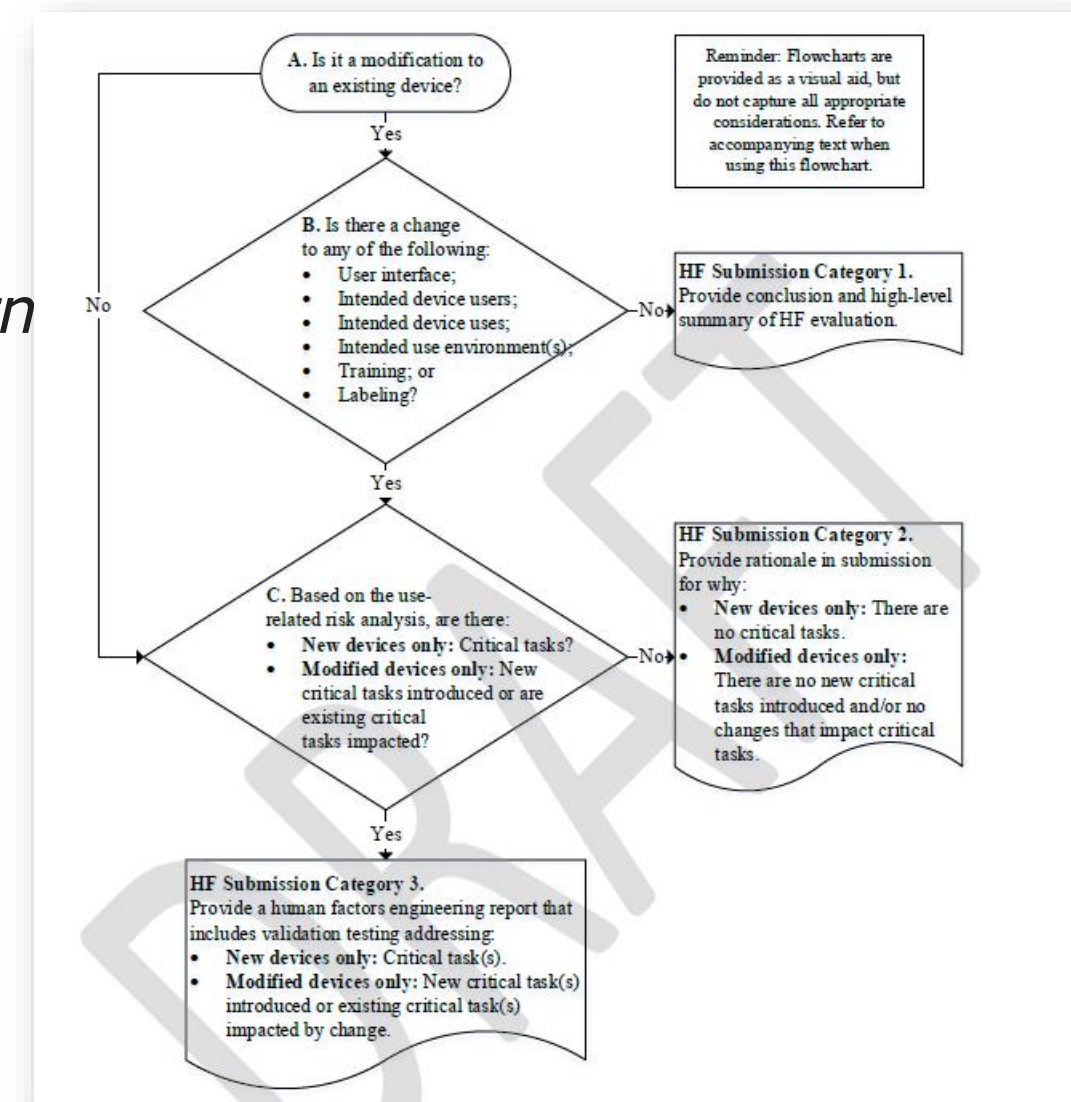 A. Is it a modification to
an existing device?
Reminder: Flowcharts are
provided as a visual aid, but
do not capture all appropriate
considerations. Refer to
accompanying text when
using this flowchart.
Yes
B. Is there a change
to any of the following:
• User interface;
• Intended device users;
• Intended device uses;
• Intended use environment(s);
• Training; or
• Labeling?
No
rn
No
HF Submission Category 1.
Provide conclusion and high-level
summary of HF evaluation.
Yes
C. Based on the use-
related risk analysis, are there:
• New devices only: Critical tasks?
• Modified devices only: New
critical tasks introduced or are
existing critical
tasks impacted?
No
HF Submission Category 2.
Provide rationale in submission
for why:
• New devices only: There are
no critical tasks.
• Modified devices only:
There are no new critical
tasks introduced and/or no
changes that impact critical
tasks.
Yes
HF Submission Category 3.
Provide a human factors engineering report that
includes validation testing addressing:
• New devices only: Critical task(s).
• Modified devices only: New critical task(s)
introduced or existing critical task(s)
impacted by change.
DRAFT